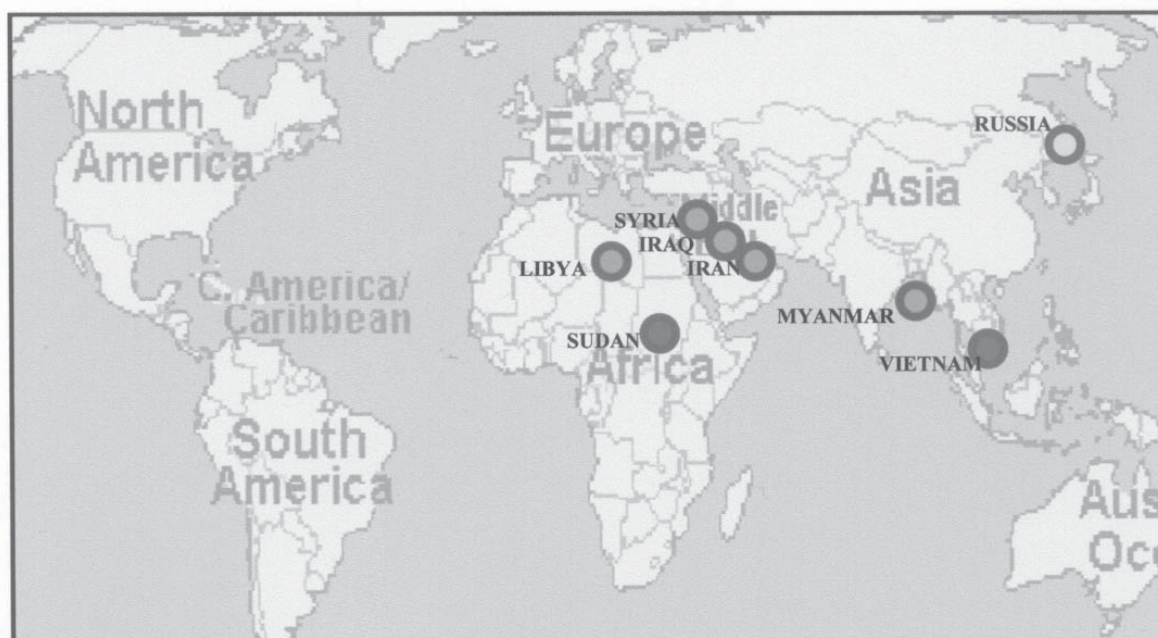 North
America
Europe
Asia
RUSSIA
Middle
SYRIA
IRAQ
IRAN
LIBYA
C. America/
Caribbean
MYANMAR
SUDAN
Africa
VIETNAM
South
America
Aus
Oce